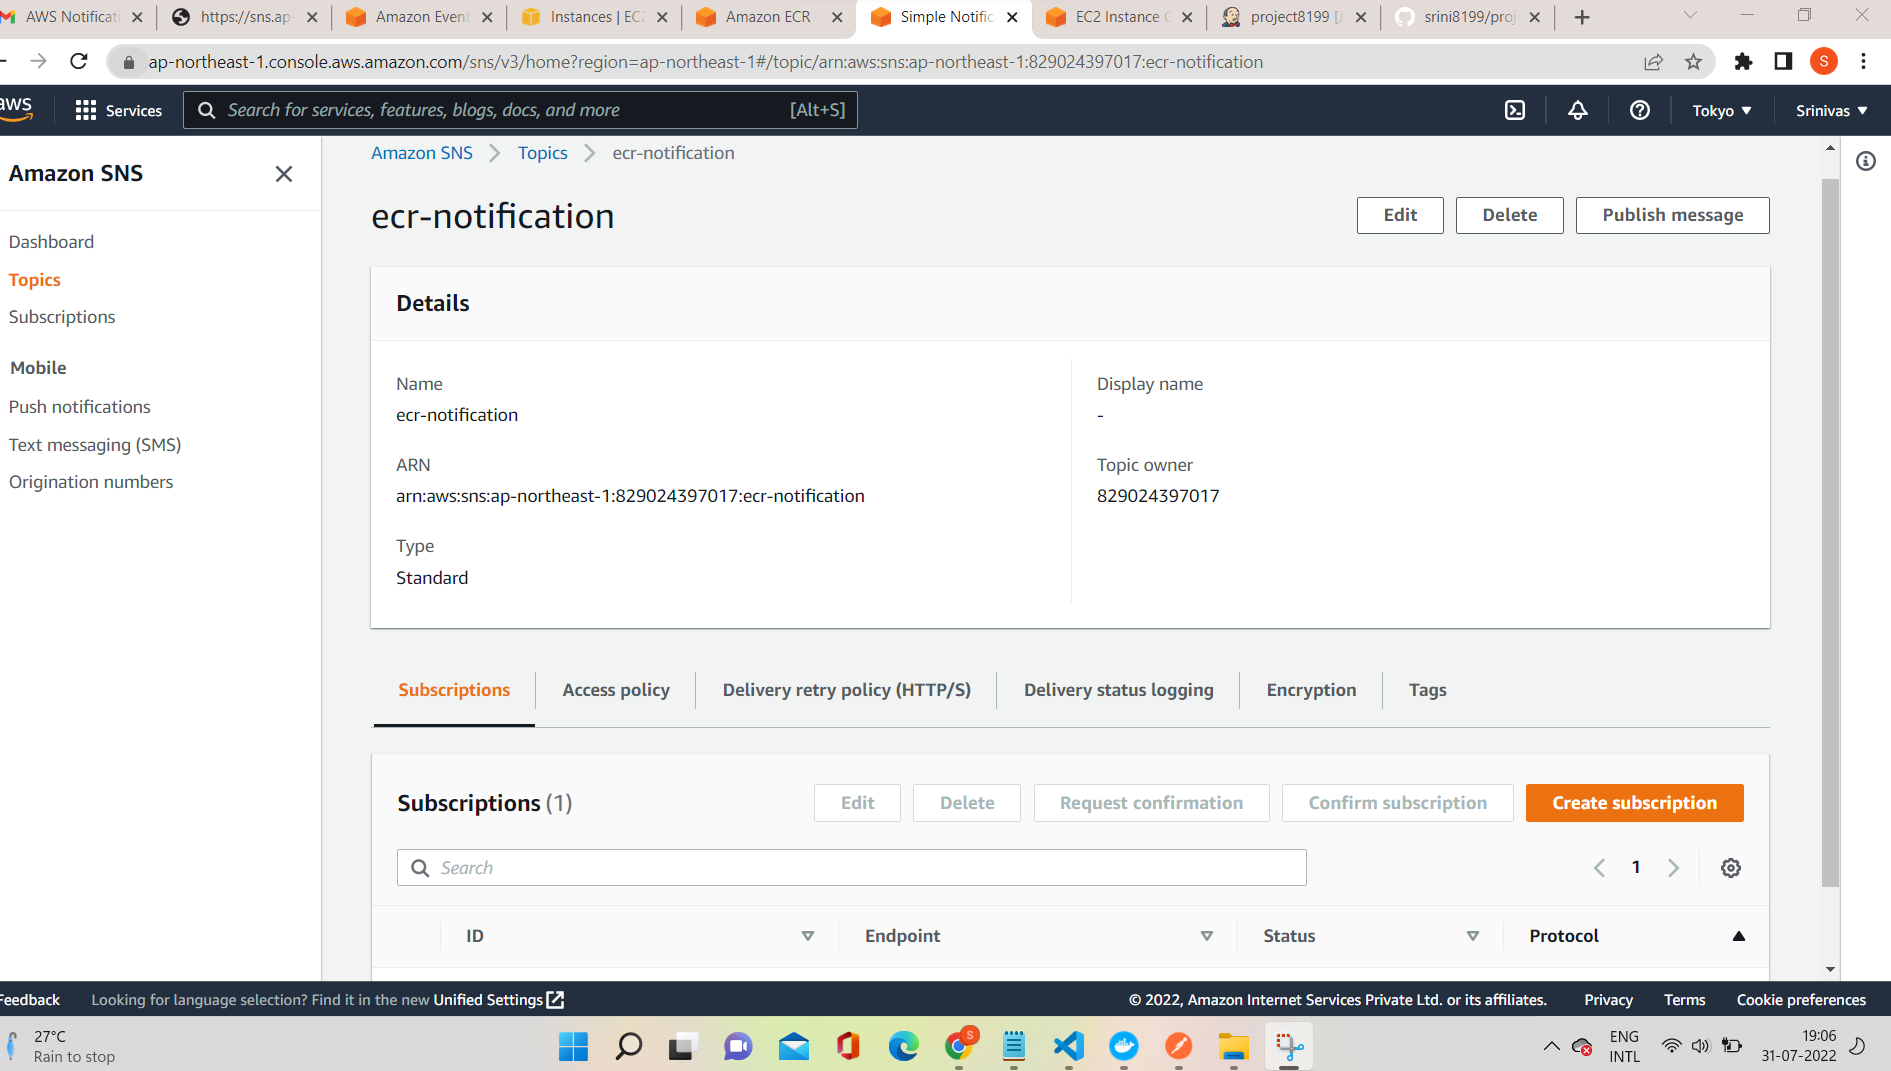 AWS Notificati
https://sns.ap-
Amazon Event
Instances | EC2
Amazon ECR
Simple Notific
EC2 Instance C
project8199 [J
srini8199/proj
ap-northeast-1.console.aws.amazon.com/sns/v3/home?region=ap-northeast-1#/topic/arn:aws:sns:ap-northeast-1:829024397017:ecr-notification
S
aws
Services
Search for services, features, blogs, docs, and more
[Alt+S]
Tokyo
Srinivas
Amazon SNS
Dashboard
Topics
Subscriptions
Mobile
Push notifications
Text messaging (SMS)
Origination numbers
Amazon SNS
Topics
ecr-notification
ecr-notification
Edit
Delete
Publish message
Details
Name
ecr-notification
ARN
arn:aws:sns:ap-northeast-1:829024397017:ecr-notification
Type
Standard
Display name
-
Topic owner
829024397017
Subscriptions
Access policy
Delivery retry policy (HTTP/S)
Delivery status logging
Encryption
Tags
Subscriptions (1)
Edit
Delete
Request confirmation
Confirm subscription
Create subscription
Search
1
ID
Endpoint
Status
Protocol
Feedback
Looking for language selection? Find it in the new Unified Settings
© 2022, Amazon Internet Services Private Ltd. or its affiliates.
Privacy
Terms
Cookie preferences
27°C
Rain to stop
S
ENG
INTL
19:06
31-07-2022